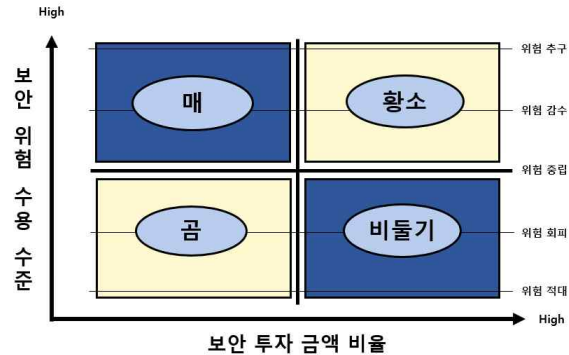 High
위험 추구
매
황소
위험 감수
위험 중립
보안 위험 수용 수준
곰
비둘기
위험 회피
위험 적대
High
보안 투자 금액 비율